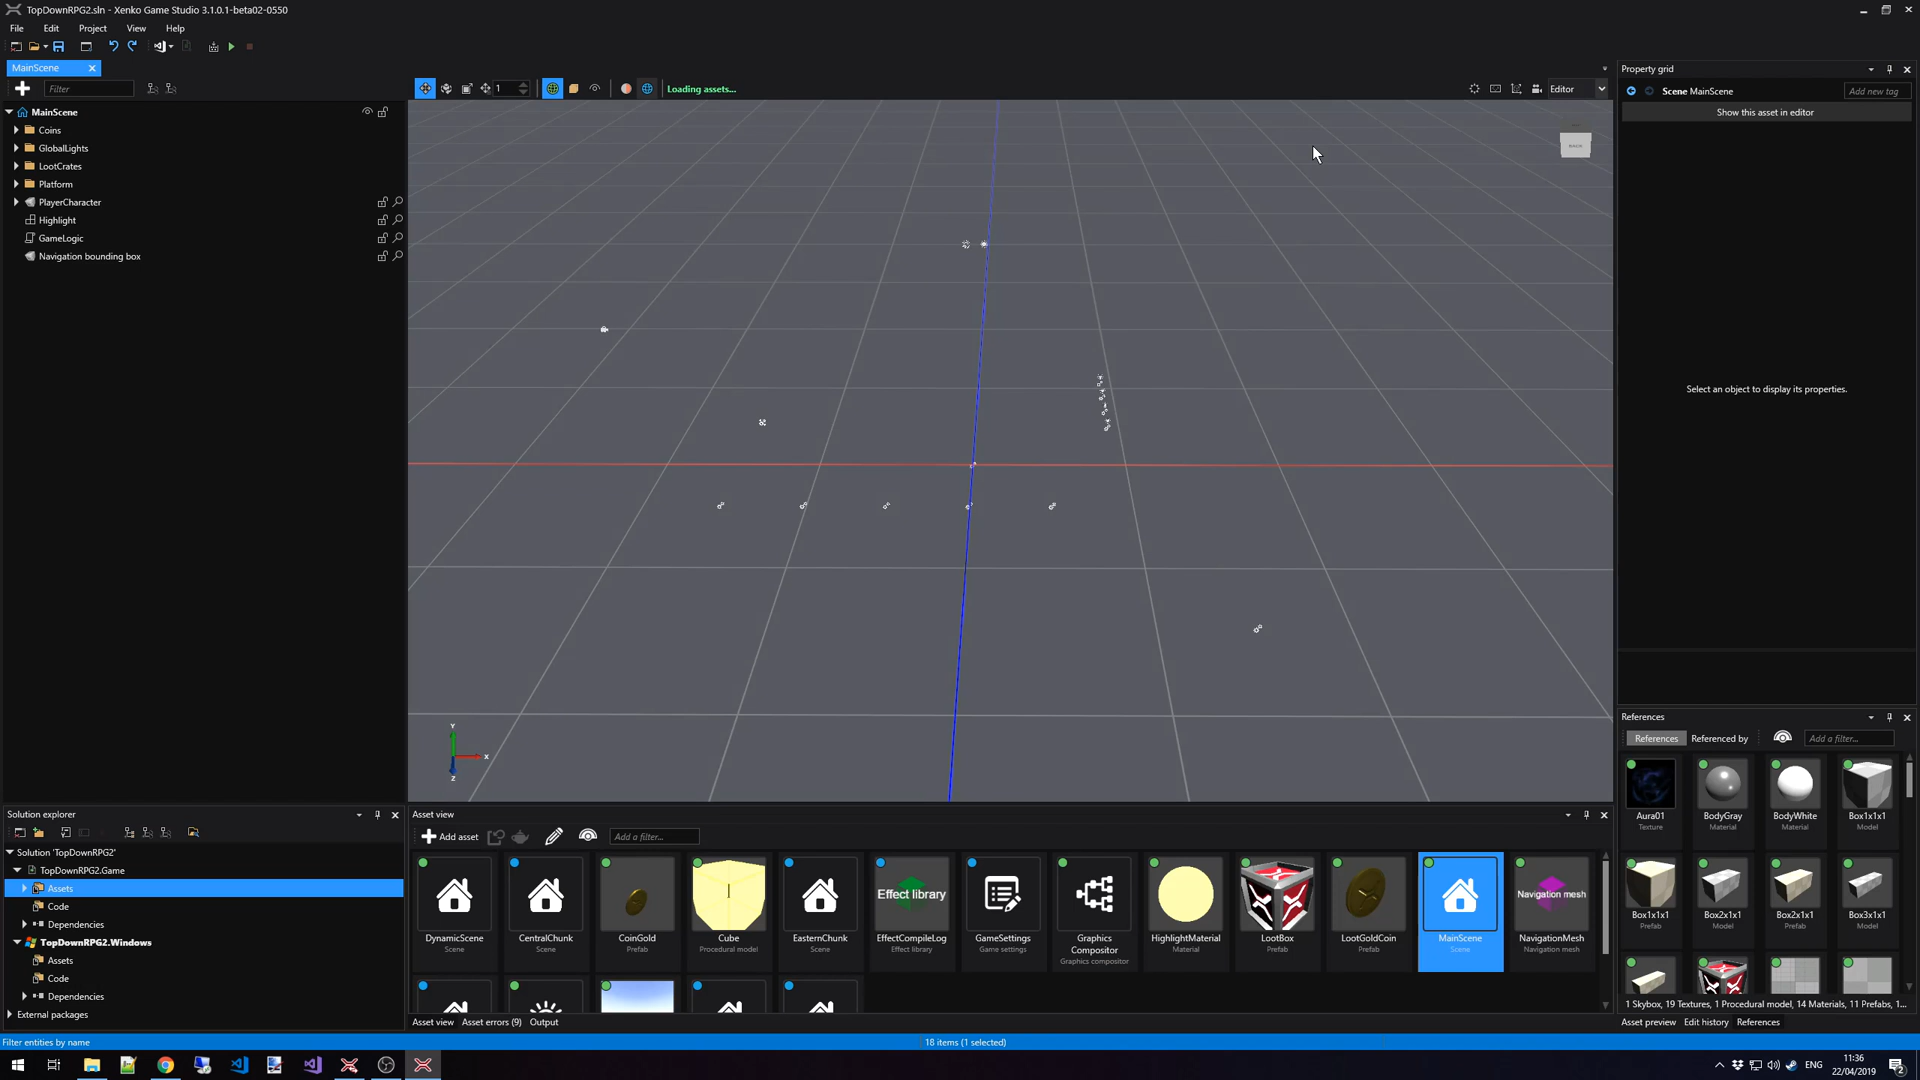 TopDownRPG2.sln - Xenko Game Studio 3.1.0.1-beta02-0550
File Edit Project View Help
MainScene
Filter
1
Loading assets...
Editor
MainScene
Coins
GlobalLights
LootCrates
Platform
PlayerCharacter
Highlight
GameLogic
Navigation bounding box
BACK
Y
X
Z
Property grid
Scene MainScene
Add new tag
Show this asset in editor
Select an object to display its properties.
References
References Referenced by
Add a filter...
Aura01
Texture
BodyGray
Material
BodyWhite
Material
Box1x1x1
Model
Box1x1x1
Prefab
Box2x1x1
Model
Box2x1x1
Prefab
Box3x1x1
Model
1 Skybox, 19 Textures, 1 Procedural model, 14 Materials, 11 Prefabs, 1...
Asset preview Edit history References
Solution explorer
Solution 'TopDownRPG2'
TopDownRPG2.Game
Assets
Code
Dependencies
TopDownRPG2.Windows
Assets
Code
Dependencies
External packages
Asset view
Add asset
Add a filter...
DynamicScene
Scene
CentralChunk
Scene
CoinGold
Prefab
Cube
Procedural model
EasternChunk
Scene
Effect library
EffectCompileLog
Effect library
GameSettings
Game settings
Graphics
Compositor
Graphics compositor
HighlightMaterial
Material
LootBox
Prefab
LootGoldCoin
Prefab
MainScene
Scene
Navigation mesh
NavigationMesh
Navigation mesh
Asset view Asset errors (9) Output
Filter entities by name
18 items (1 selected)
ENG
11:36
22/04/2019
2